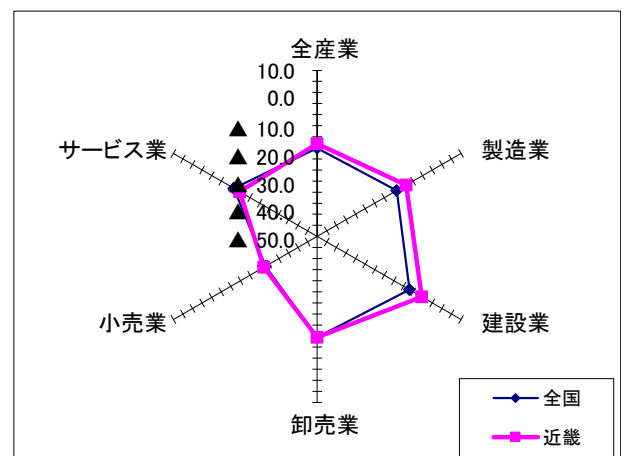 全産業
10.0
0.0
▲ 10.0
▲ 20.0
▲ 30.0
▲ 40.0
▲ 50.0
サービス業
製造業
小売業
建設業
卸売業
全国
近畿